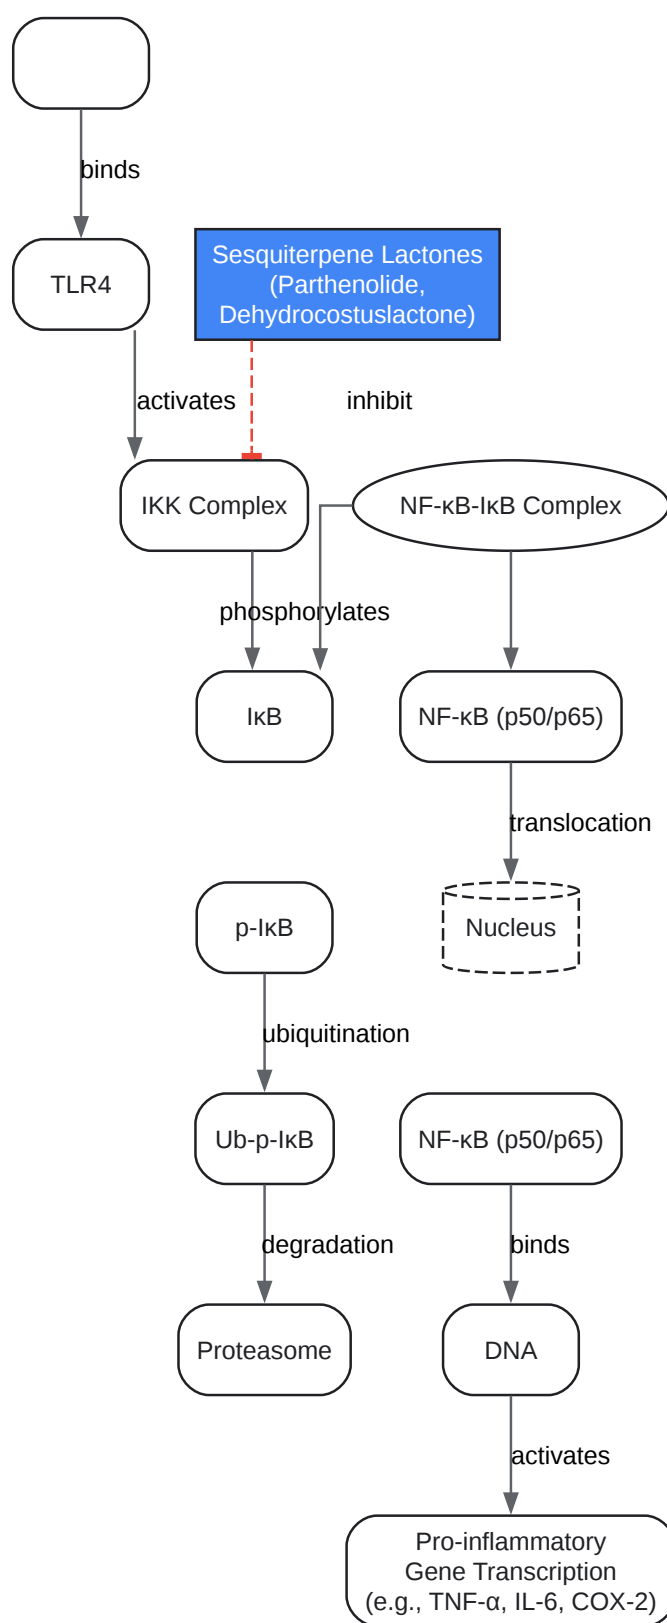 binds
TLR4
Sesquiterpene Lactones
(Parthenolide,
Dehydrocostuslactone)
activates
inhibit
IKK Complex
NF-κB-IκB Complex
phosphorylates
IκB
NF-κB (p50/p65)
translocation
p-IκB
Nucleus
ubiquitination
Ub-p-IκB
NF-κB (p50/p65)
degradation
binds
Proteasome
DNA
activates
Pro-inflammatory
Gene Transcription
(e.g., TNF-α, IL-6, COX-2)